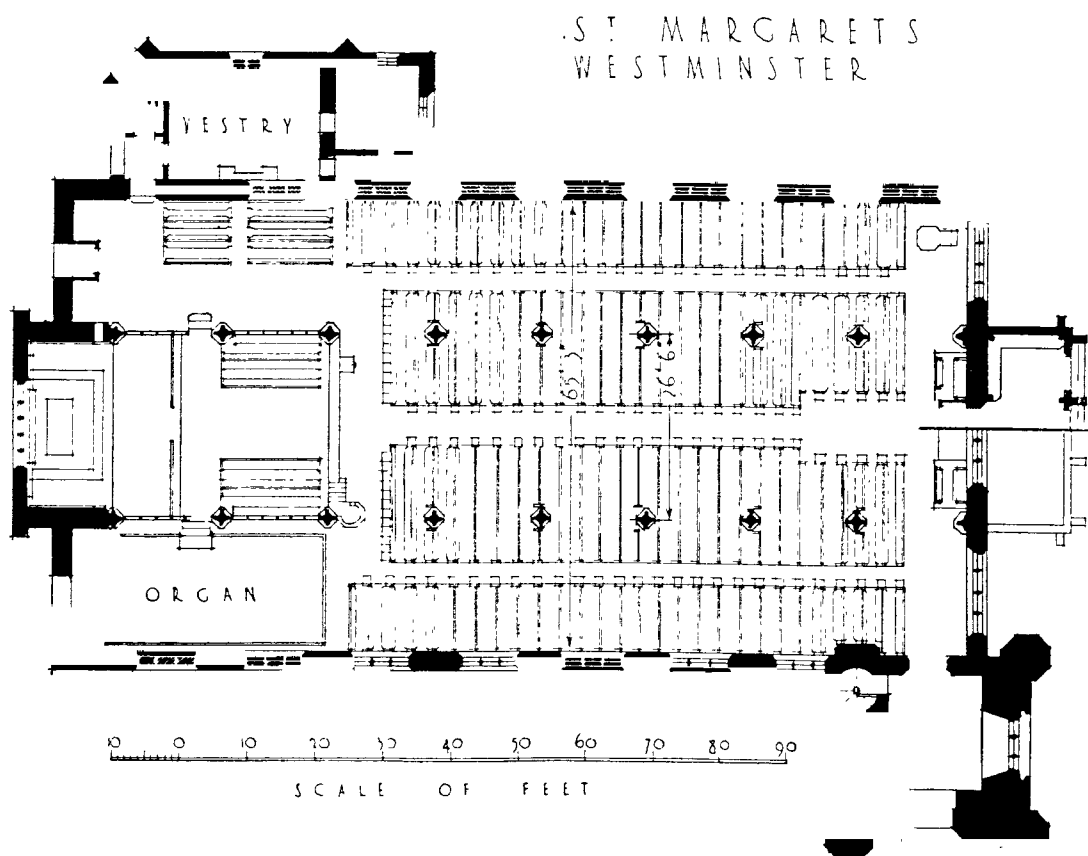 ST MARGARETS
WESTMINSTER
VESTRY
65' 3"
26' 6"
ORGAN
10 0 10 20 30 40 50 60 70 80 90
SCALE OF FEET